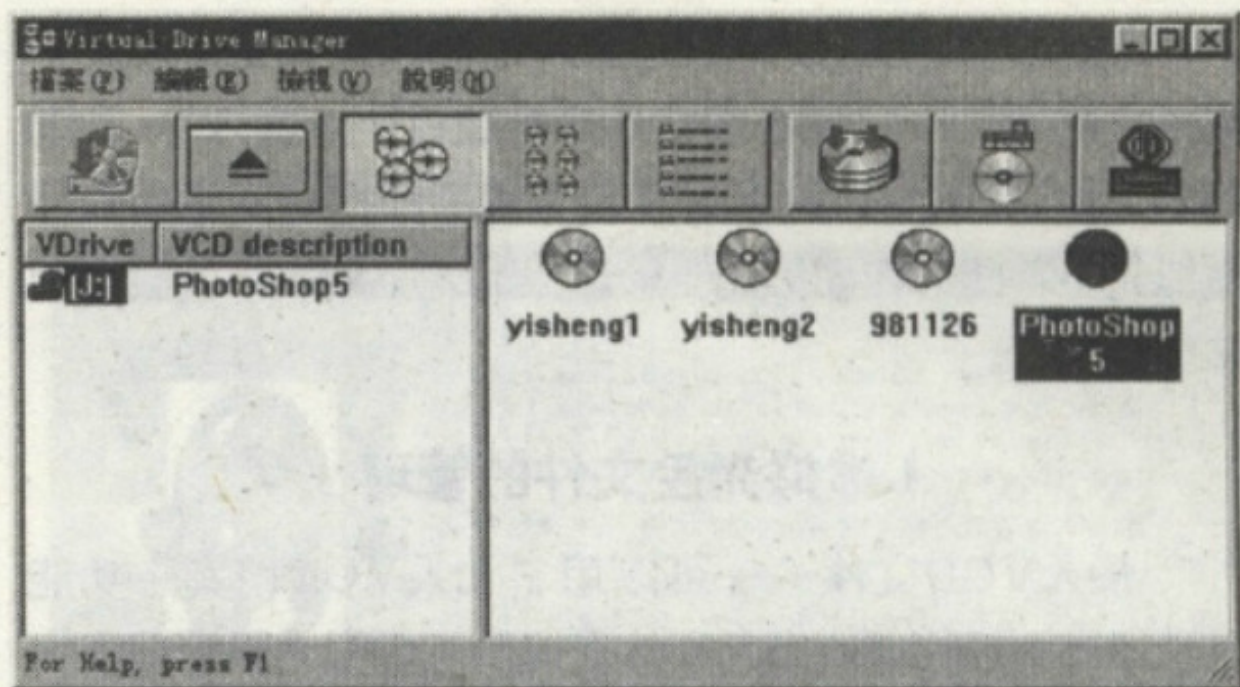 Virtual Drive Manager
檔案(F) 編輯(E) 檢視(V) 說明(H)
VDrive VCD description
[J:] PhotoShop5
yisheng1 yisheng2 981126 PhotoShop
5
For Help, press F1